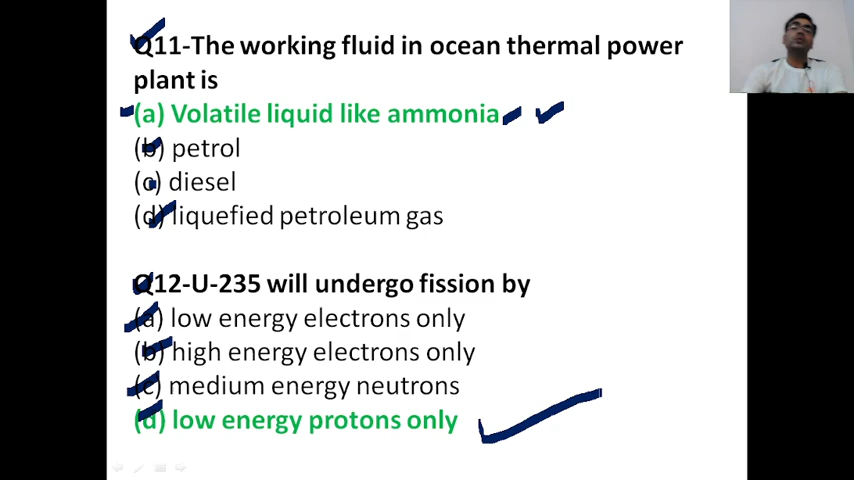 Q11-The working fluid in ocean thermal power
plant is
(a) Volatile liquid like ammonia
(b) petrol
(c) diesel
(d) liquefied petroleum gas
Q12-U-235 will undergo fission by
(a) low energy electrons only
(b) high energy electrons only
(c) medium energy neutrons
(d) low energy protons only